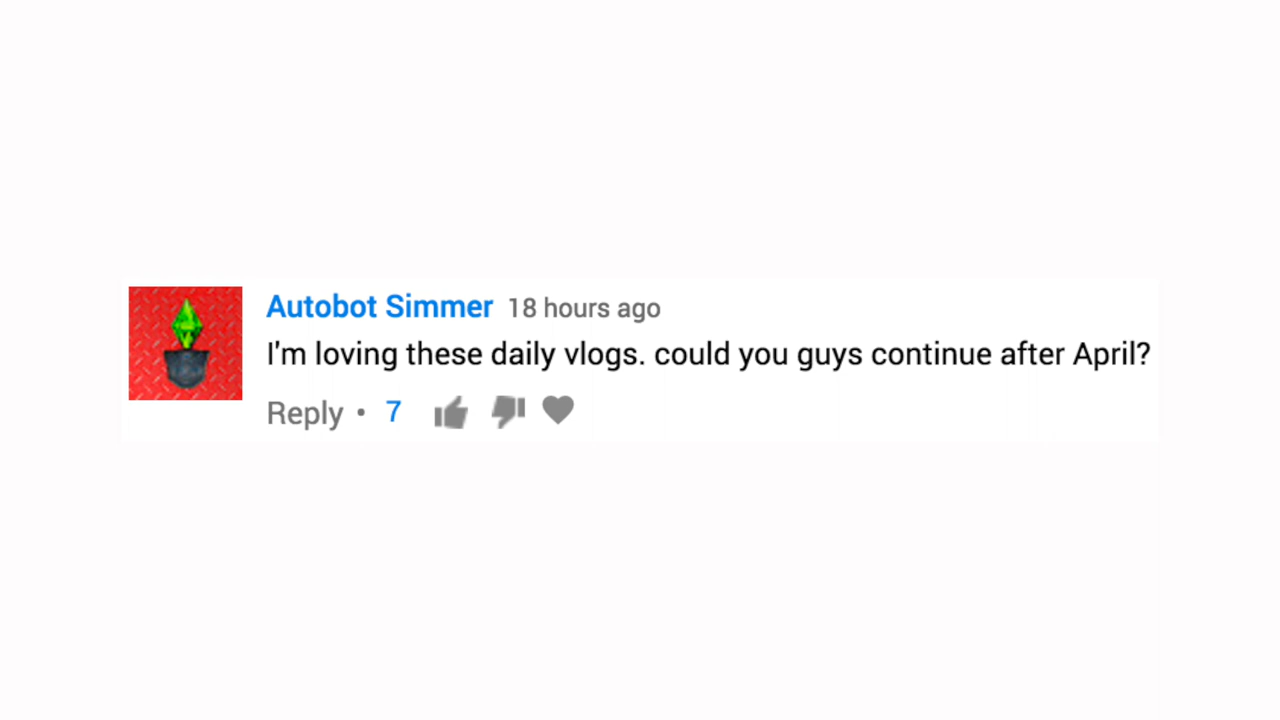 Autobot Simmer 18 hours ago
I'm loving these daily vlogs. could you guys continue after April?
Reply • 7